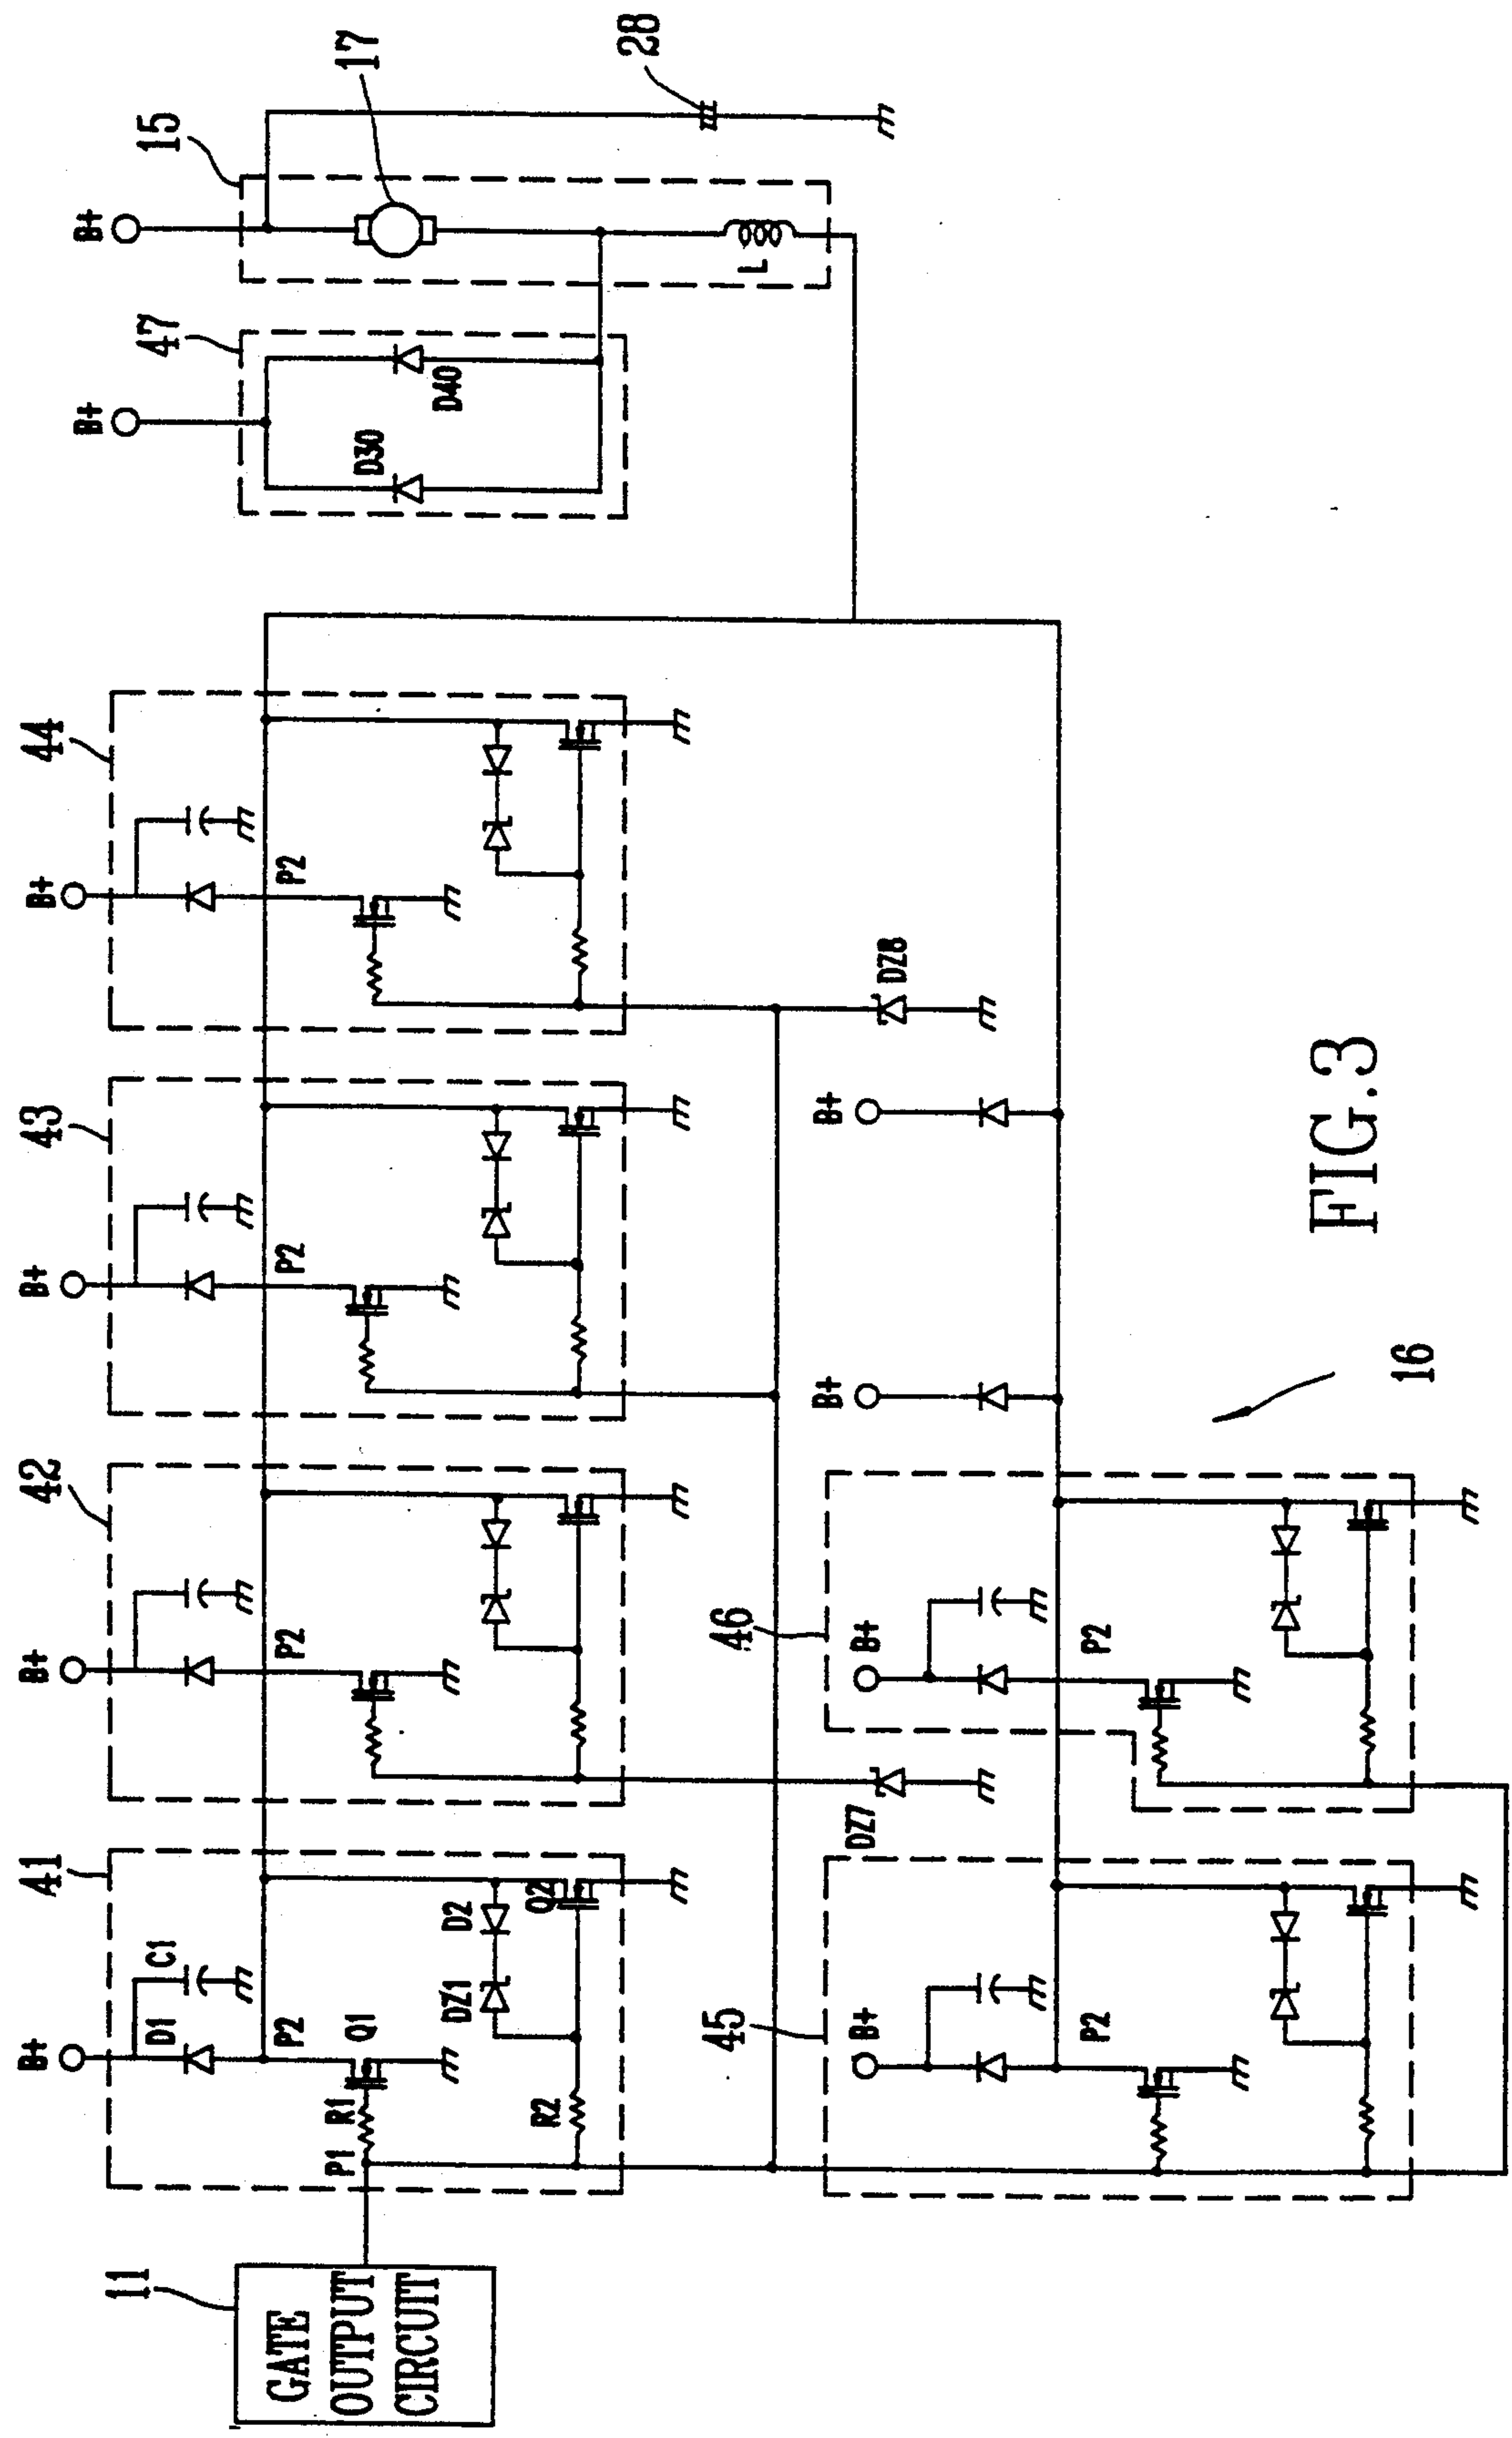 11
GATE
OUTPUT
CIRCUIT
41
B+
D1
C1
P2
Q1
P1
R1
D2
DZ1
Q2
R2
42
B+
P2
43
B+
P2
44
B+
P2
DZ7
DZ8
45
B+
P2
46
B+
P2
B+
B+
47
B+
D30
D40
15
B+
17
L
28
16
FIG.3